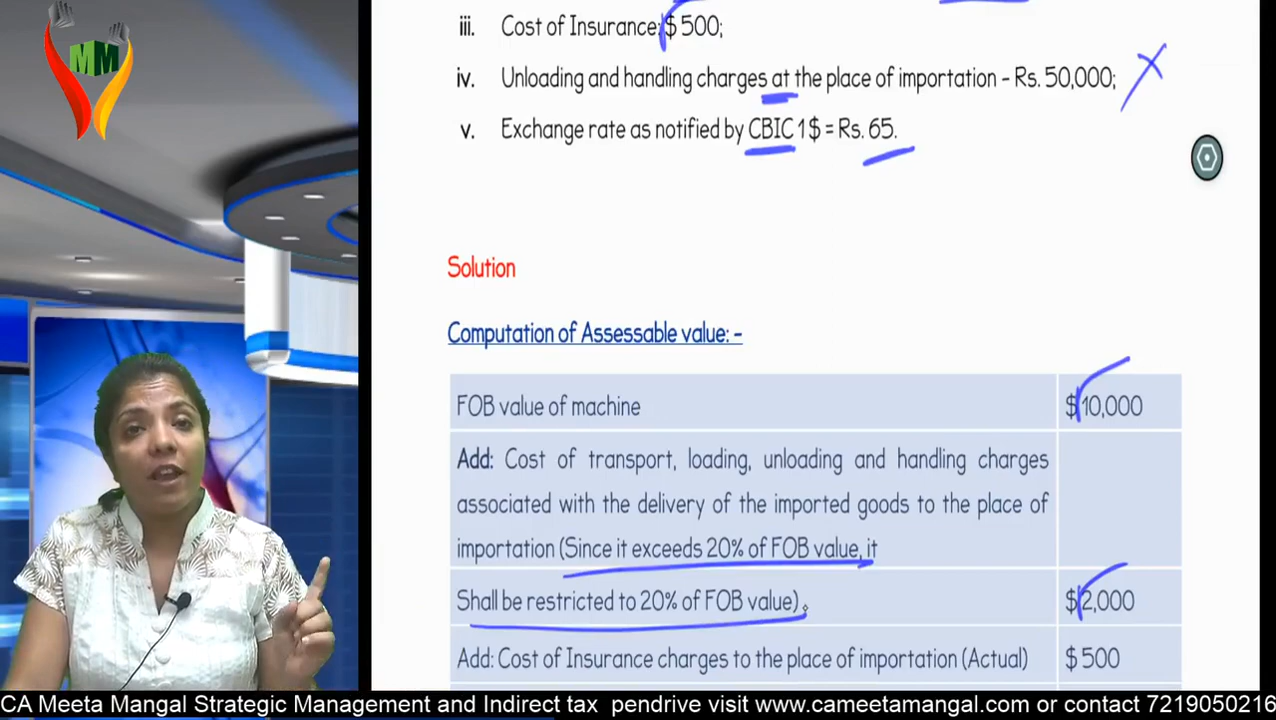 MM
iii. Cost of Insurance; $ 500;
iv. Unloading and handling charges at the place of importation - Rs. 50,000;
v. Exchange rate as notified by CBIC 1 $ = Rs. 65.
Solution
Computation of Assessable value: -
FOB value of machine $ 10,000
Add: Cost of transport, loading, unloading and handling charges
associated with the delivery of the imported goods to the place of
importation (Since it exceeds 20% of FOB value, it
Shall be restricted to 20% of FOB value) $ 2,000
Add: Cost of Insurance charges to the place of importation (Actual) $ 500
CA Meeta Mangal Strategic Management and Indirect tax pendrive visit www.cameetamangal.com or contact 7219050216